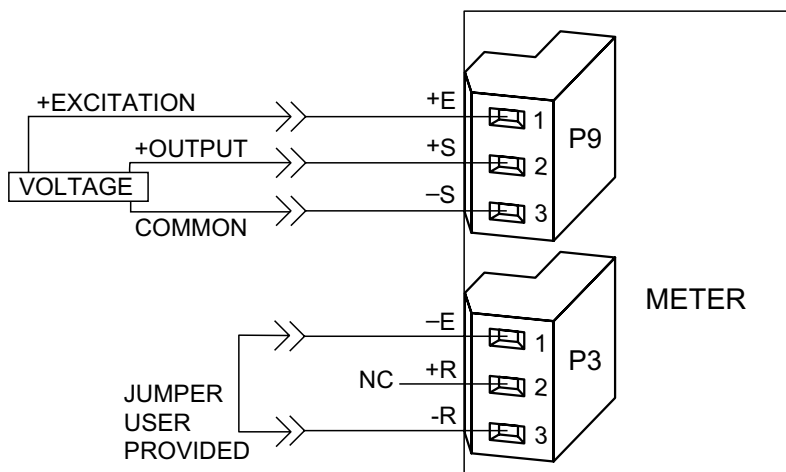 +EXCITATION
+E
1
+OUTPUT
+S
2
P9
VOLTAGE
–S
3
COMMON
METER
–E
1
NC
+R
2
P3
JUMPER
USER
PROVIDED
-R
3